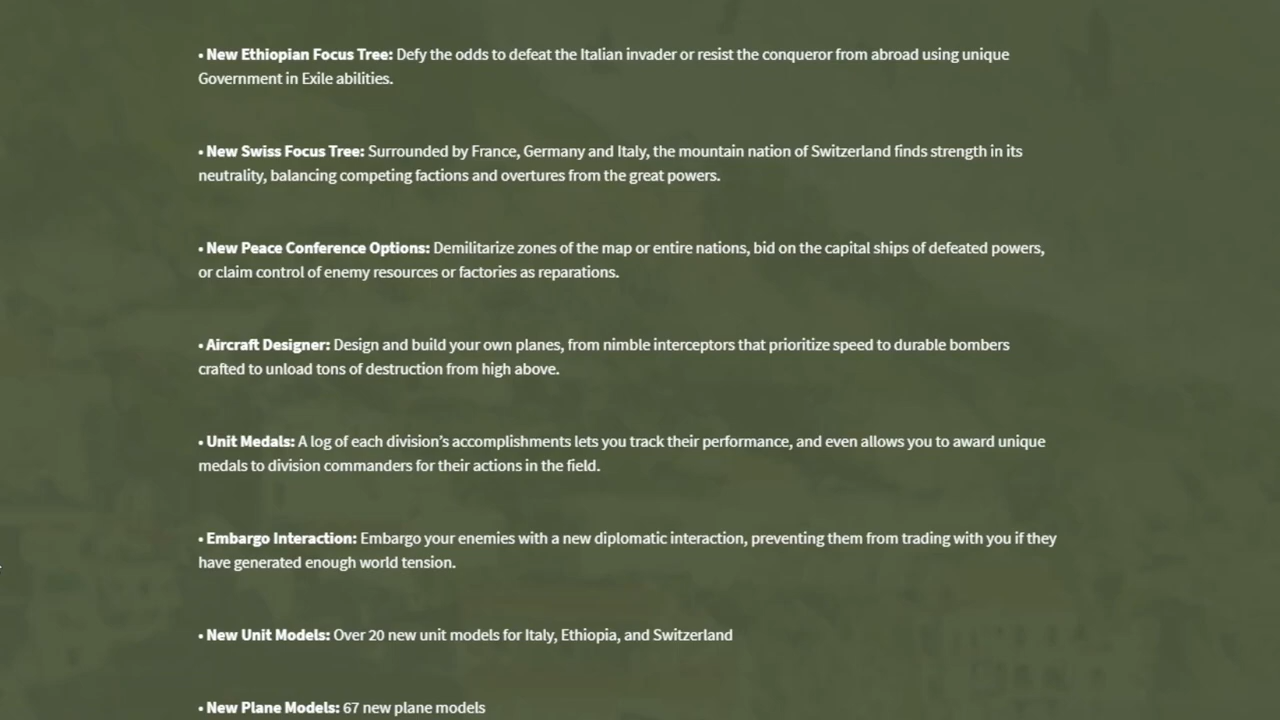 • New Ethiopian Focus Tree: Defy the odds to defeat the Italian invader or resist the conqueror from abroad using unique
Government in Exile abilities.
• New Swiss Focus Tree: Surrounded by France, Germany and Italy, the mountain nation of Switzerland finds strength in its
neutrality, balancing competing factions and overtures from the great powers.
• New Peace Conference Options: Demilitarize zones of the map or entire nations, bid on the capital ships of defeated powers,
or claim control of enemy resources or factories as reparations.
• Aircraft Designer: Design and build your own planes, from nimble interceptors that prioritize speed to durable bombers
crafted to unload tons of destruction from high above.
• Unit Medals: A log of each division’s accomplishments lets you track their performance, and even allows you to award unique
medals to division commanders for their actions in the field.
• Embargo Interaction: Embargo your enemies with a new diplomatic interaction, preventing them from trading with you if they
have generated enough world tension.
• New Unit Models: Over 20 new unit models for Italy, Ethiopia, and Switzerland
• New Plane Models: 67 new plane models